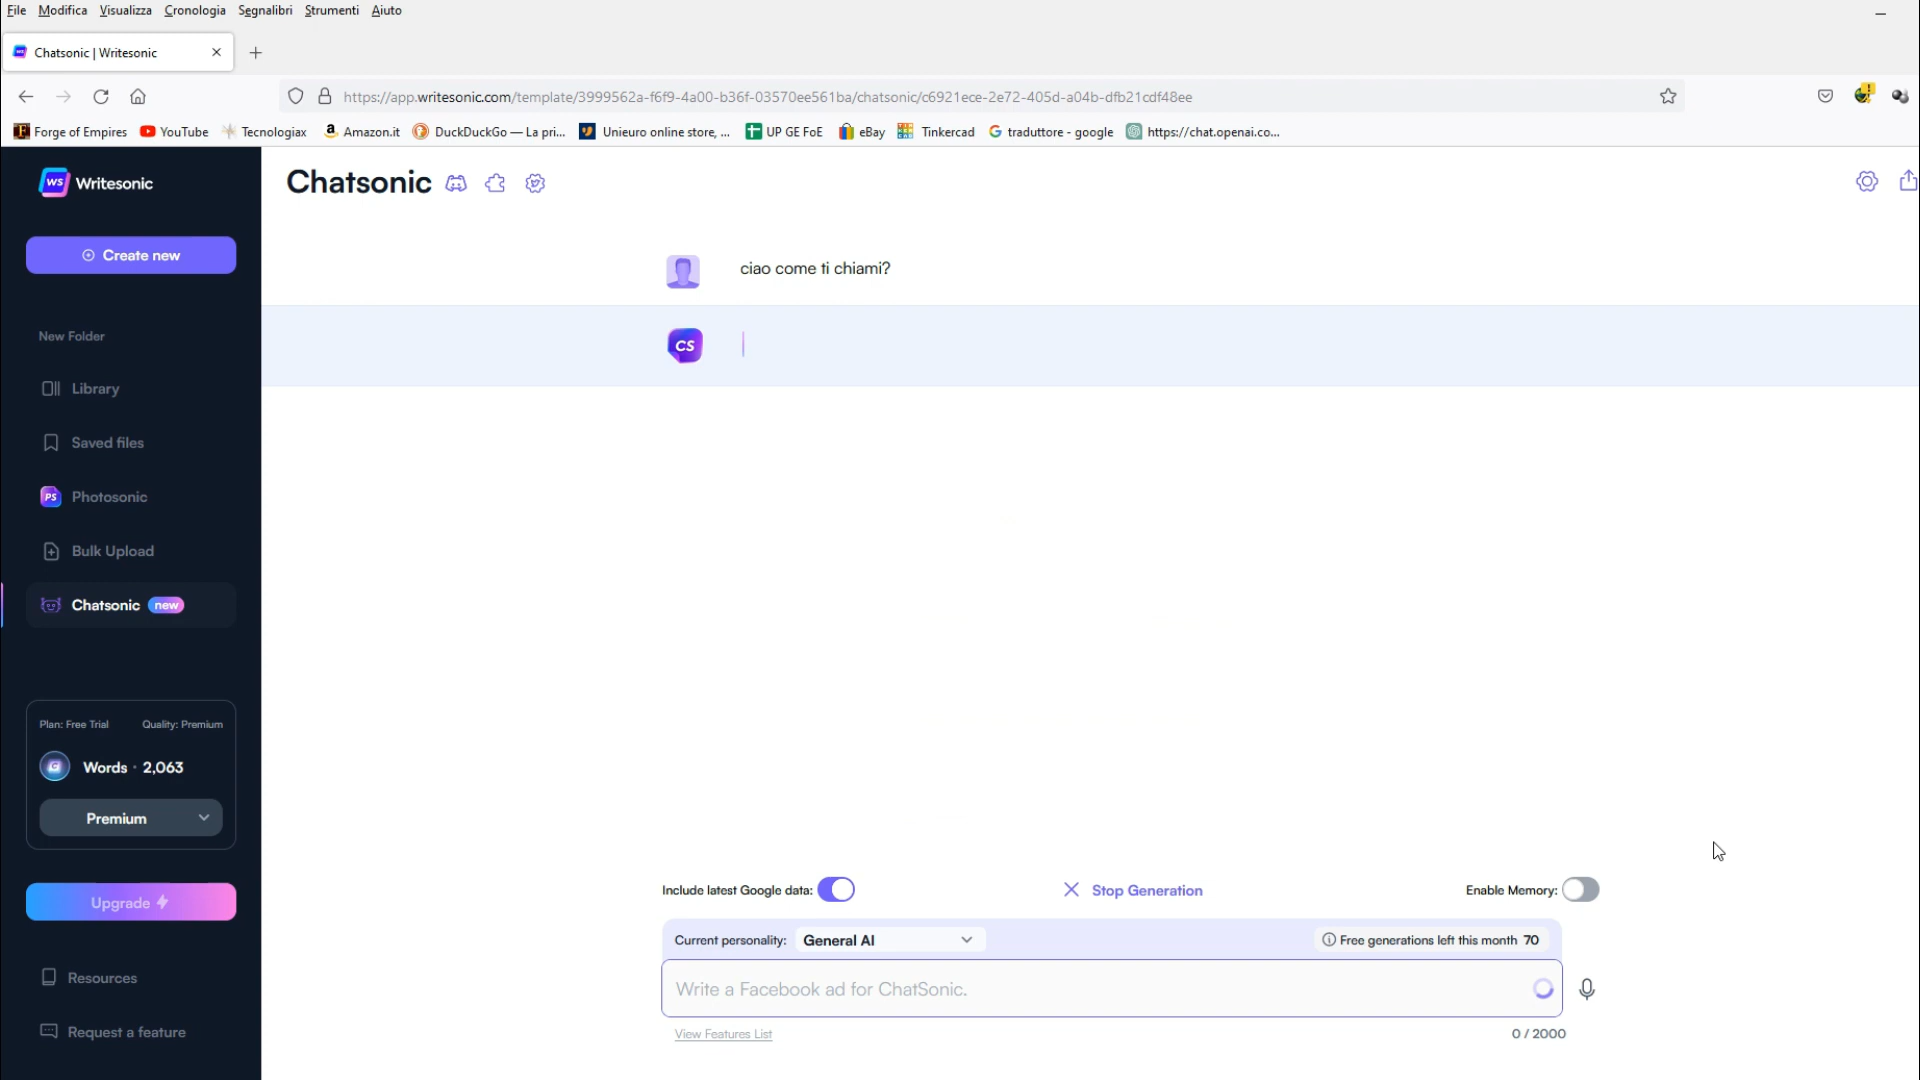 File Modifica Visualizza Cronologia Segnalibri Strumenti Aiuto
Chatsonic | Writesonic
https://app.writesonic.com/template/3999562a-f6f9-4a00-b36f-03570ee561ba/chatsonic/c6921ece-2e72-405d-a04b-dfb21cdf48ee
Forge of Empires YouTube Tecnologiax Amazon.it DuckDuckGo — La pri... Unieuro online store, ... UP GE FoE eBay Tinkercad traduttore - google https://chat.openai.co...
WS Writesonic
Chatsonic
Create new
ciao come ti chiami?
CS
New Folder
Library
Saved files
PS Photosonic
Bulk Upload
Chatsonic new
Plan: Free Trial Quality: Premium
Words · 2,063
Premium
Upgrade
Include latest Google data: Stop Generation Enable Memory:
Current personality: General AI Free generations left this month 70
Write a Facebook ad for ChatSonic.
View Features List 0 / 2000
Resources
Request a feature